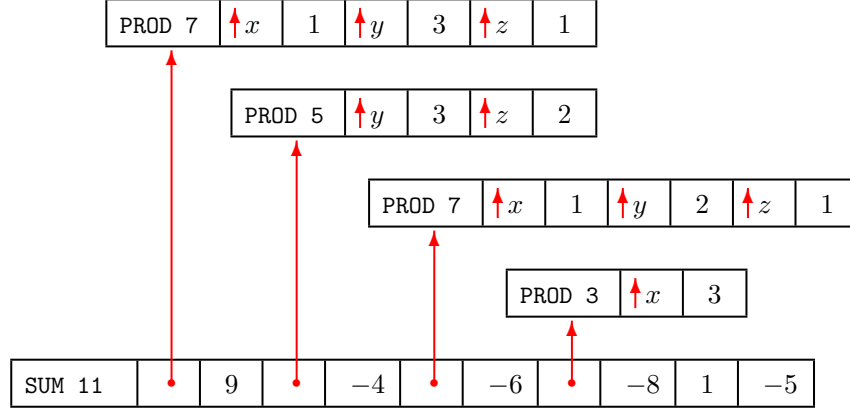 PROD 7 x 1 y 3 z 1
PROD 5 y 3 z 2
PROD 7 x 1 y 2 z 1
PROD 3 x 3
SUM 11 9 −4 −6 −8 1 −5